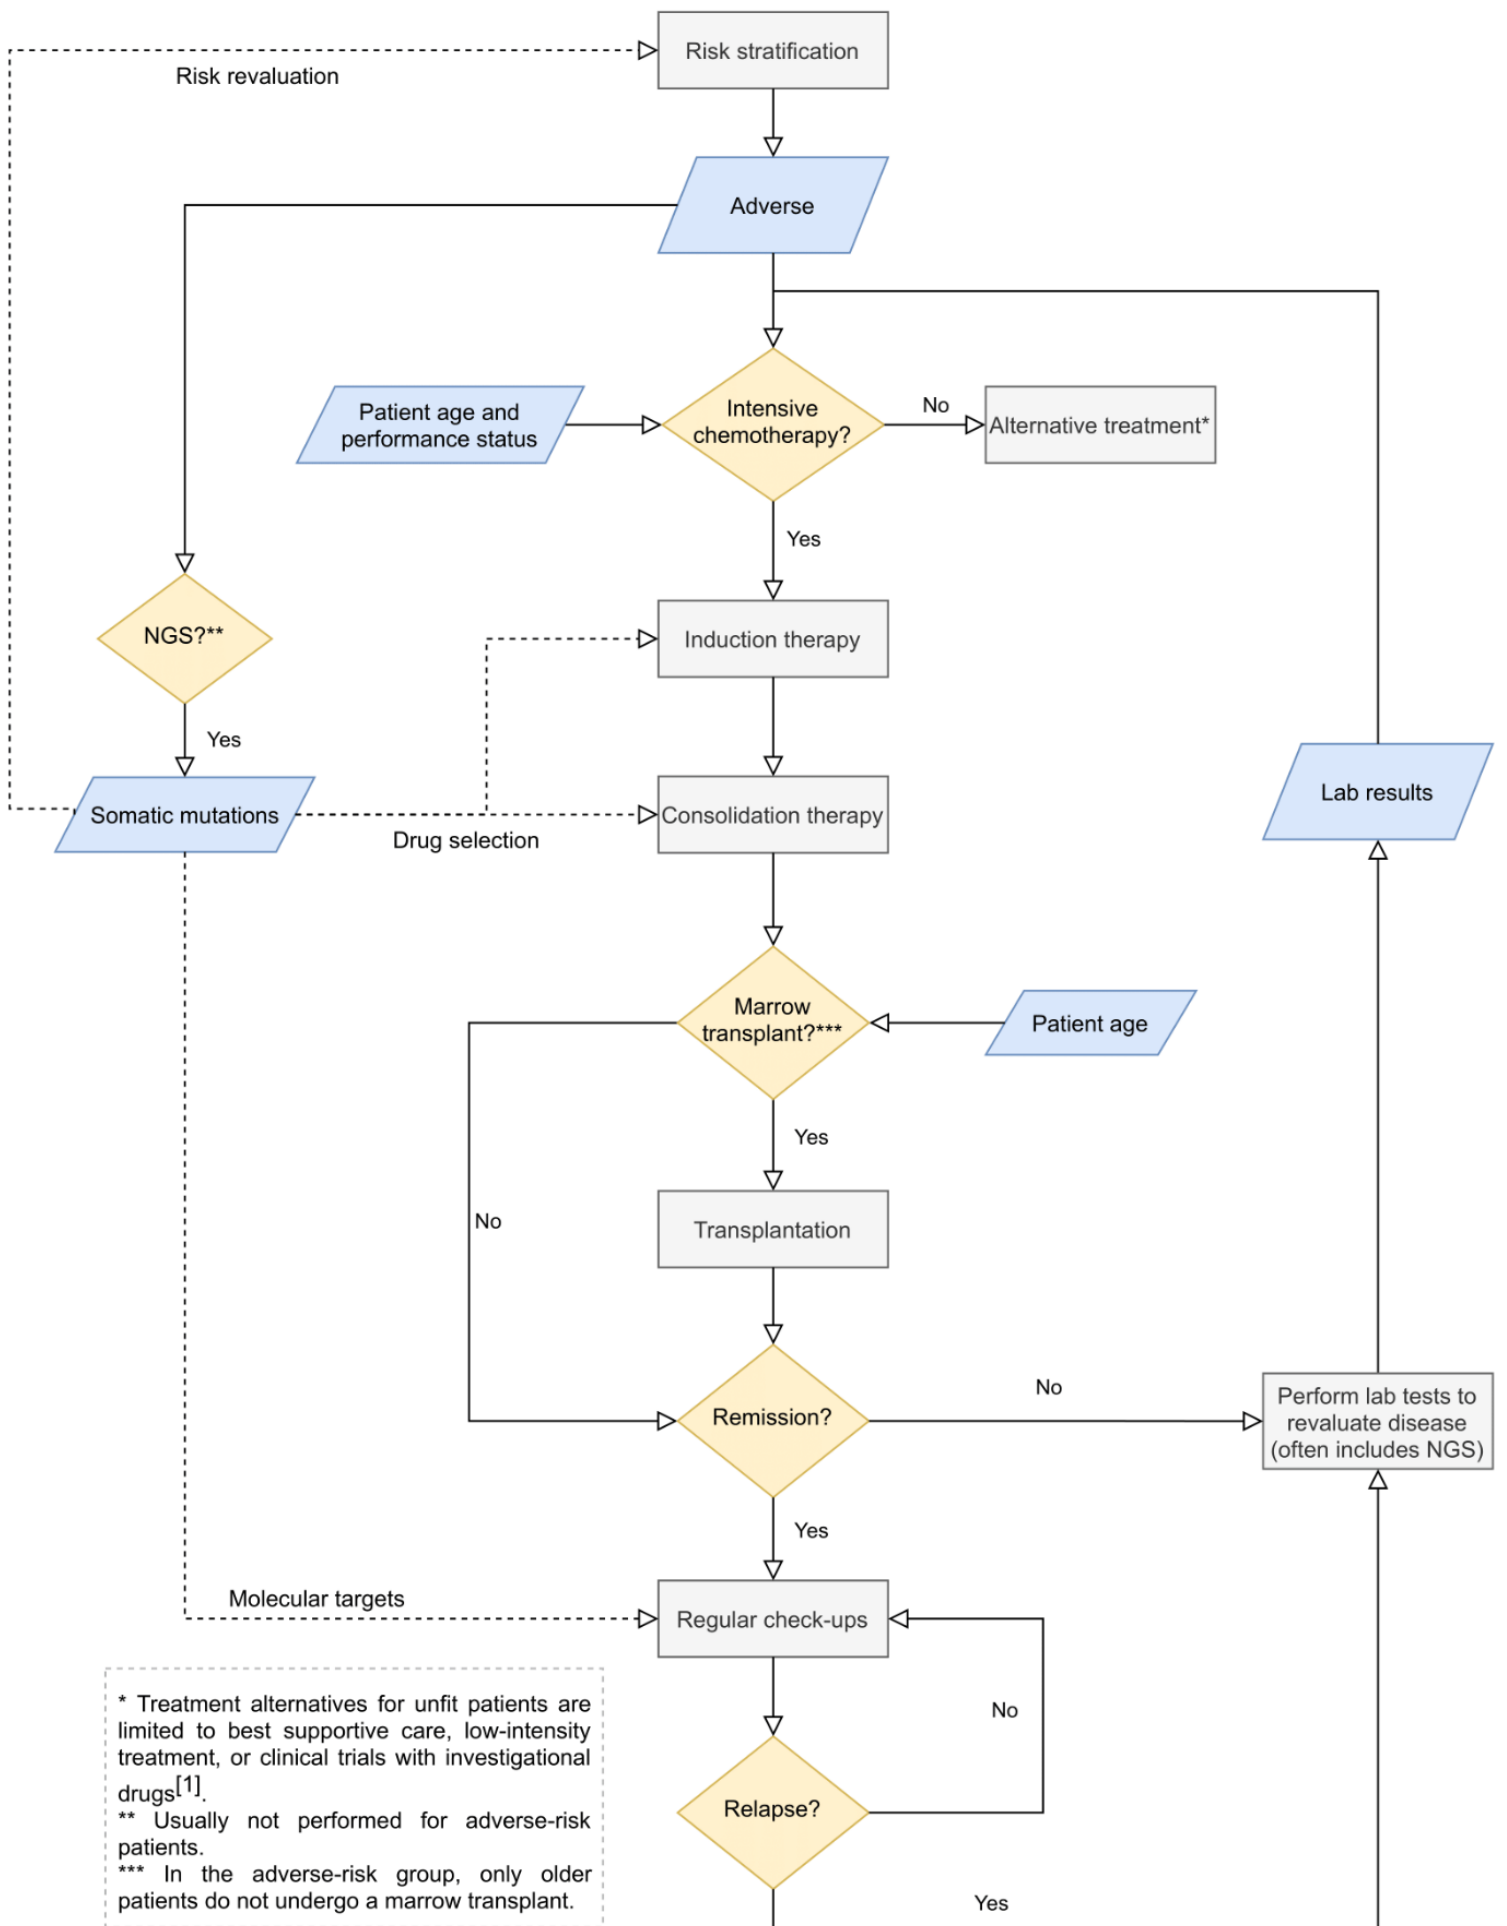 Risk stratification
Risk revaluation
Adverse
Patient age and
performance status
Intensive
chemotherapy?
No
Alternative treatment*
Yes
NGS?**
Induction therapy
Yes
Lab results
Somatic mutations
Consolidation therapy
Drug selection
Marrow
transplant?***
Patient age
Yes
No
Transplantation
Remission?
No
Perform lab tests to
revaluate disease
(often includes NGS)
Yes
Molecular targets
Regular check-ups
No
Relapse?
Yes
* Treatment alternatives for unfit patients are
limited to best supportive care, low-intensity
treatment, or clinical trials with investigational
drugs[1].
** Usually not performed for adverse-risk
patients.
*** In the adverse-risk group, only older
patients do not undergo a marrow transplant.